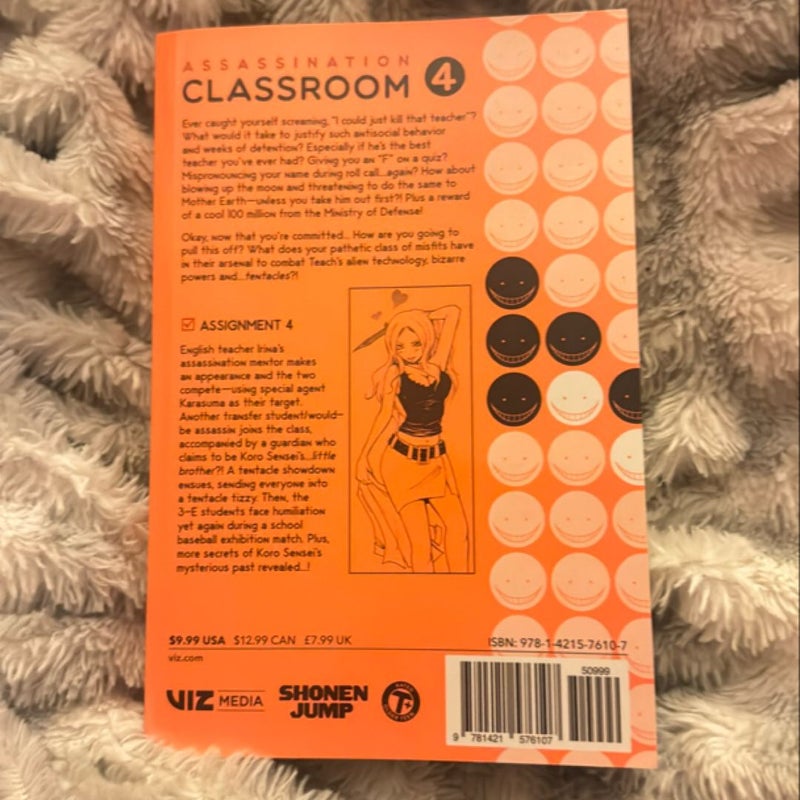 ASSASSINATION
CLASSROOM 4
Ever caught yourself screaming, "I could just kill that teacher"?
What would it take to justify such antisocial behavior
and weeks of detention? Especially if he's the best
teacher you've ever had? Giving you an "F" on a quiz?
Mispronouncing your name during roll call...again? How about
blowing up the moon and threatening to do the same to
Mother Earth—unless you take him out first?! Plus a reward
of a cool 100 million from the Ministry of Defense!
Okay, now that you're committed... How are you going to
pull this off? What does your pathetic class of misfits have
in their arsenal to combat Teach's alien technology, bizarre
powers and...tentacles?!
ASSIGNMENT 4
English teacher Irina's
assassination mentor makes
an appearance and the two
compete—using special agent
Karasuma as their target.
Another transfer student/would-
be assassin joins the class,
accompanied by a guardian who
claims to be Koro Sensei's...little
brother?! A tentacle showdown
ensues, sending everyone into
a tentacle tizzy. Then, the
3–E students face humiliation
yet again during a school
baseball exhibition match. Plus,
more secrets of Koro Sensei's
mysterious past revealed...!
$9.99 USA $12.99 CAN £7.99 UK
ISBN: 978-1-4215-7610-7
viz.com
VIZ MEDIA
SHONEN
JUMP
T+
50999
9 781421 576107